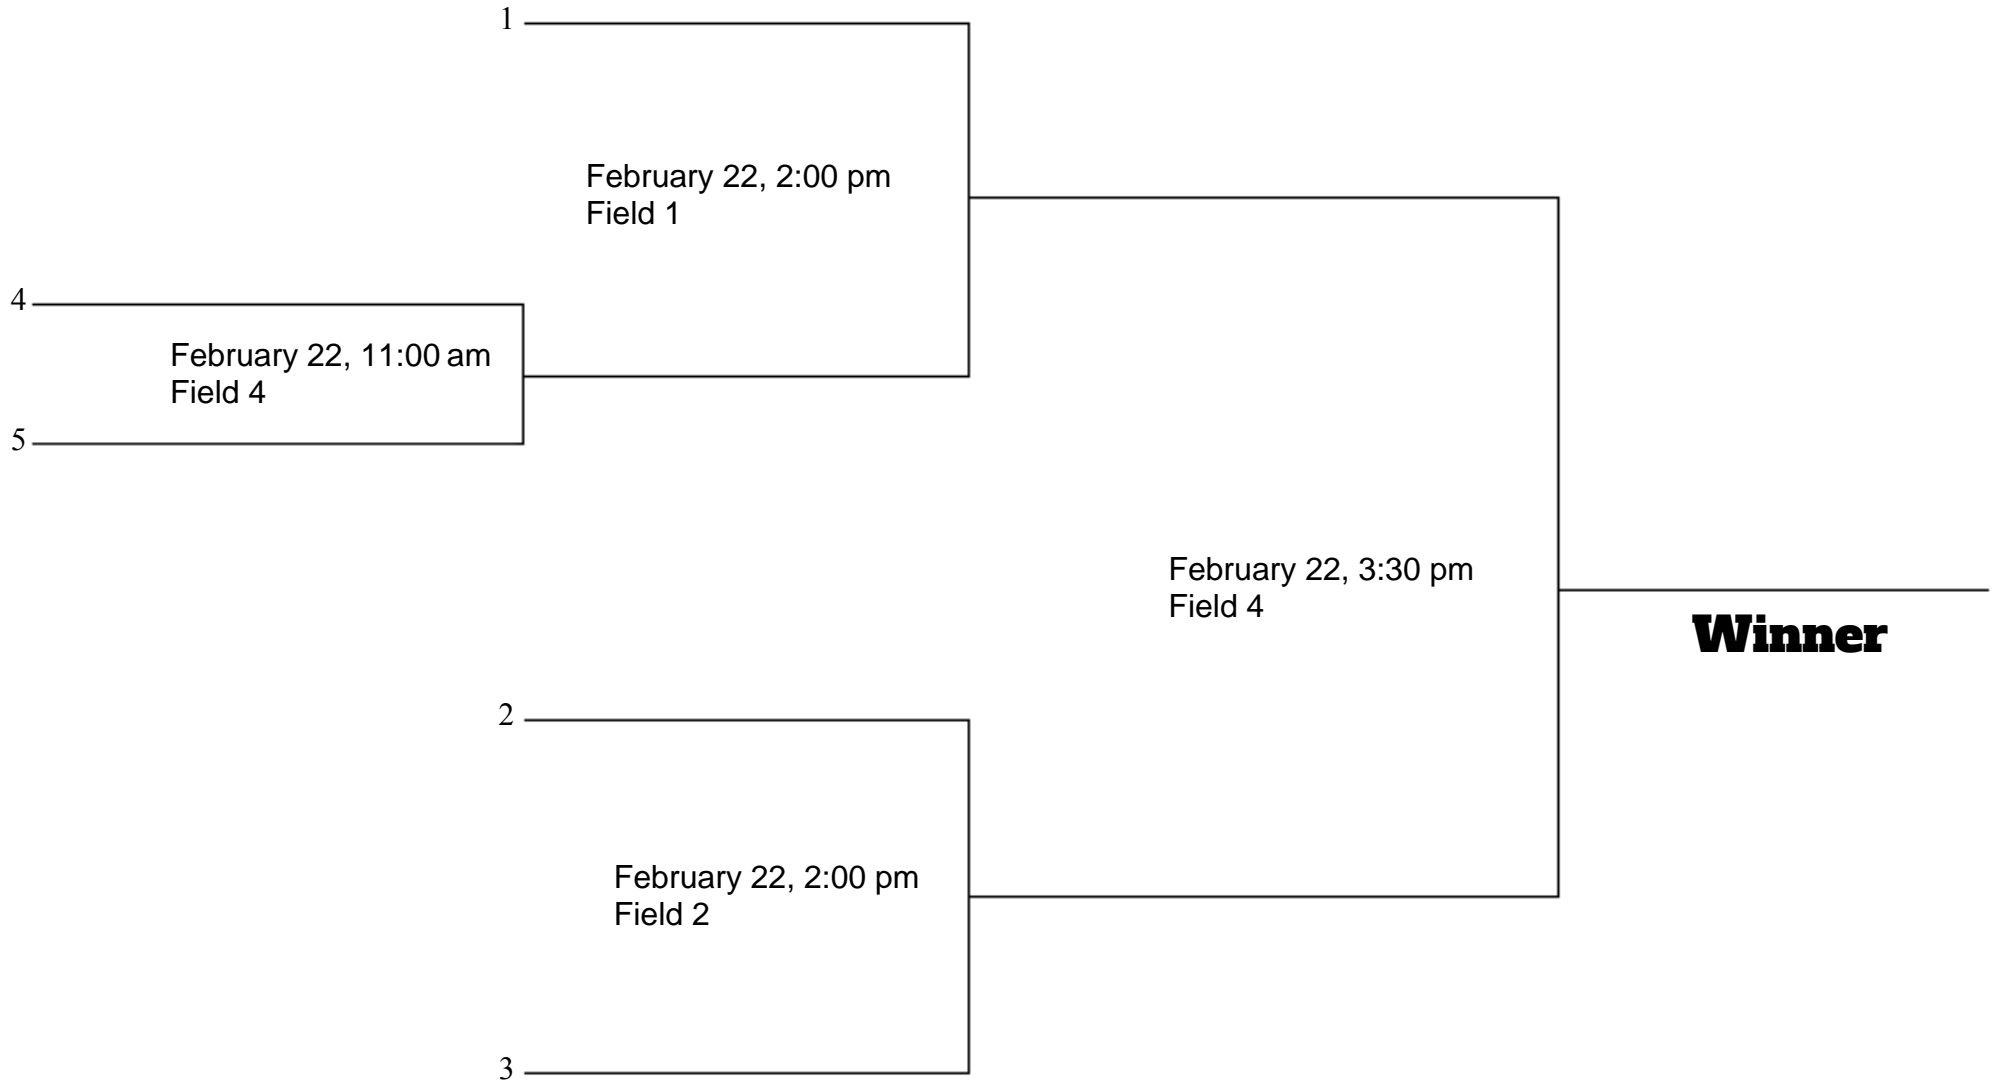 1
February 22, 2:00 pm
Field 1
4
February 22, 11:00 am
Field 4
5
February 22, 3:30 pm
Field 4
Winner
2
February 22, 2:00 pm
Field 2
3